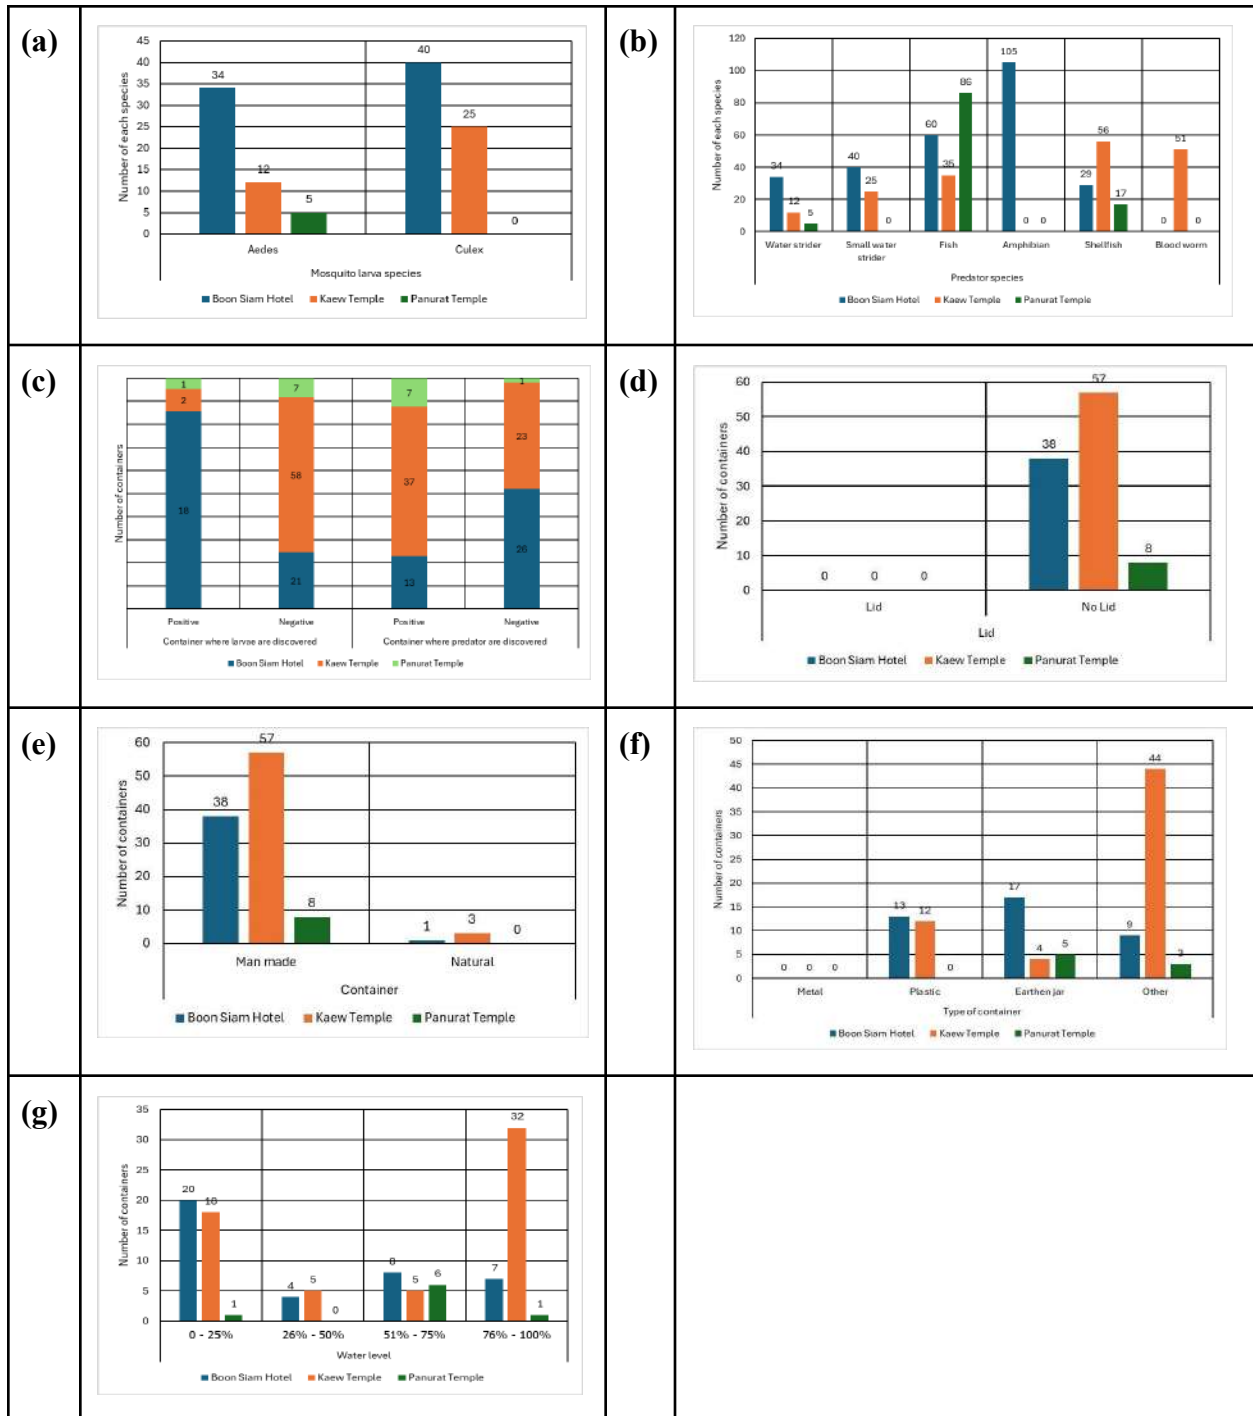 (a)
45
40
35
30
25
20
15
10
5
0
Number of each species
34
12
5
40
25
0
Aedes
Culex
Mosquito larva species
Boon Siam Hotel Kaew Temple Panurat Temple
(b)
120
100
80
60
40
20
0
Number of each species
34
12
5
40
25
0
60
35
86
105
0 0
29
56
17
0
51
0
Water strider
Small water
strider
Fish
Amphibian
Shellfish
Blood worm
Predator species
Boon Siam Hotel Kaew Temple Panurat Temple
(c)
Number of containers
1
2
18
7
58
21
7
37
13
1
23
26
Positive Negative Positive Negative
Container where larvae are discovered Container where predator are discovered
Boon Siam Hotel Kaew Temple Panurat Temple
(d)
60
50
40
30
20
10
0
Number of containers
0 0 0
38
57
8
Lid No Lid
Lid
Boon Siam Hotel Kaew Temple Panurat Temple
(e)
60
50
40
30
20
10
0
Number of containers
38
57
8
1
3
0
Man made Natural
Container
Boon Siam Hotel Kaew Temple Panurat Temple
(f)
50
45
40
35
30
25
20
15
10
5
0
Number of containers
0 0 0
13
12
0
17
4
5
9
44
3
Metal Plastic Earthen jar Other
Type of container
Boon Siam Hotel Kaew Temple Panurat Temple
(g)
35
30
25
20
15
10
5
0
Number of containers
20
18
1
4
5
0
8
5
6
7
32
1
0 - 25% 26% - 50% 51% - 75% 76% - 100%
Water level
Boon Siam Hotel Kaew Temple Panurat Temple